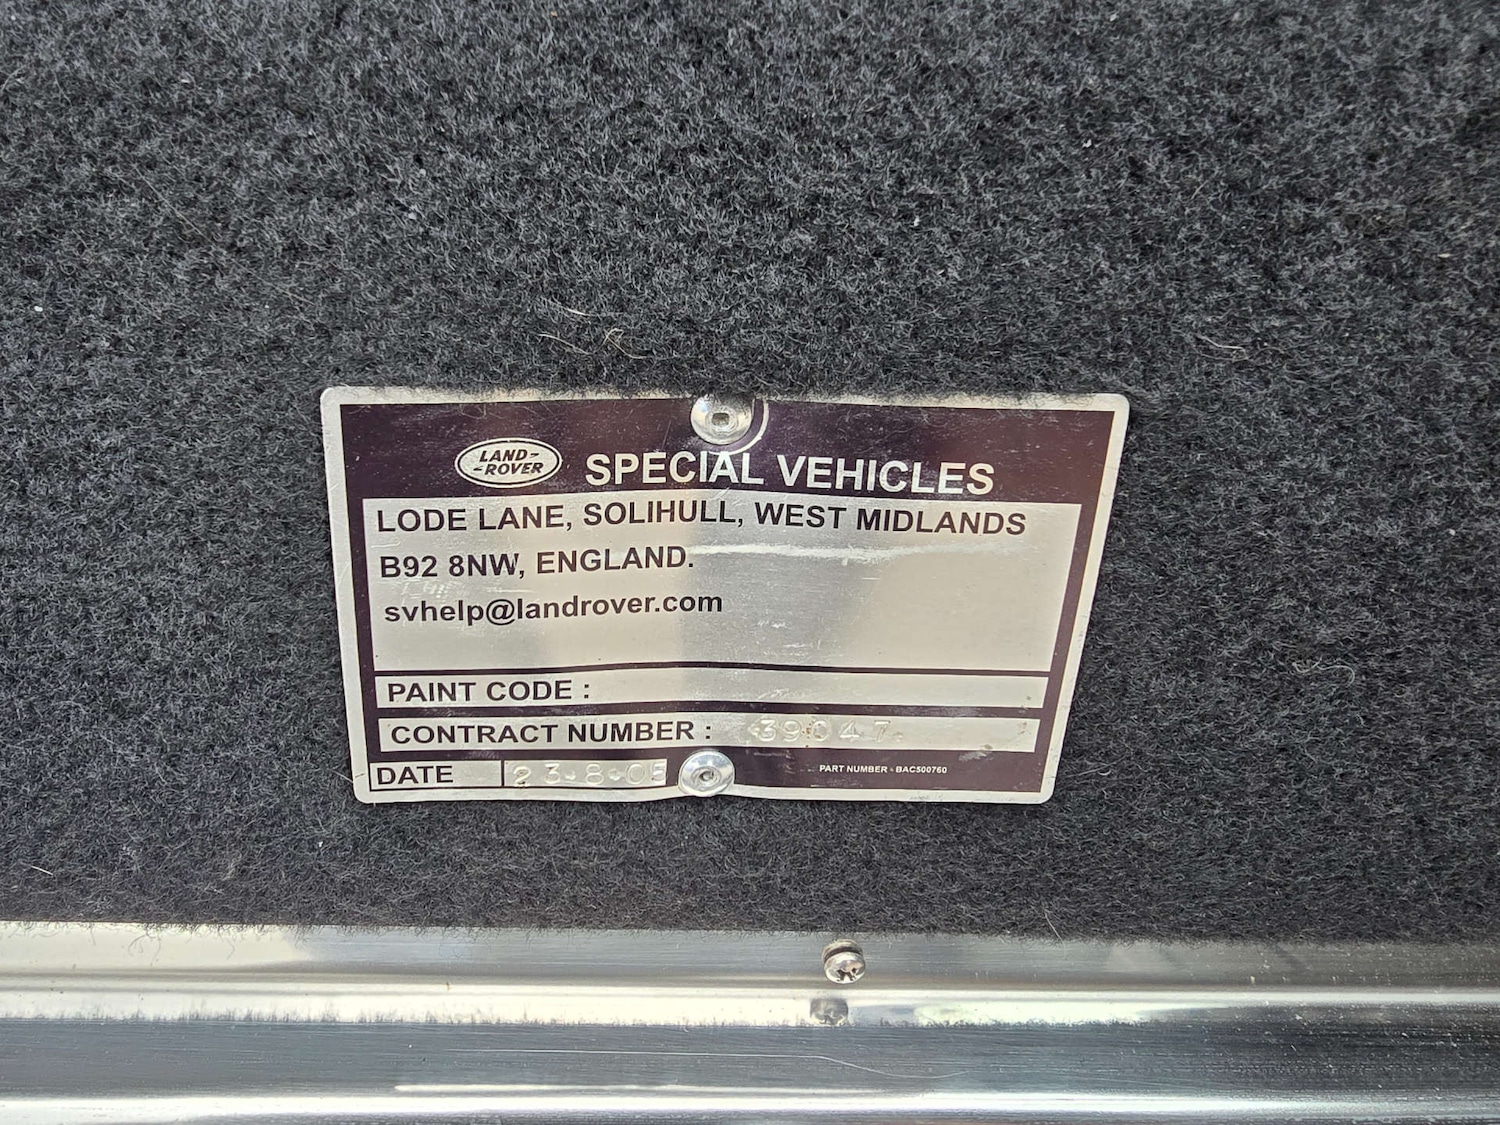 LAND-
-ROVER
SPECIAL VEHICLES
LODE LANE, SOLIHULL, WEST MIDLANDS
B92 8NW, ENGLAND.
svhelp@landrover.com
PAINT CODE :
CONTRACT NUMBER : 39047
DATE 23-8-05
PART NUMBER - BAC500760